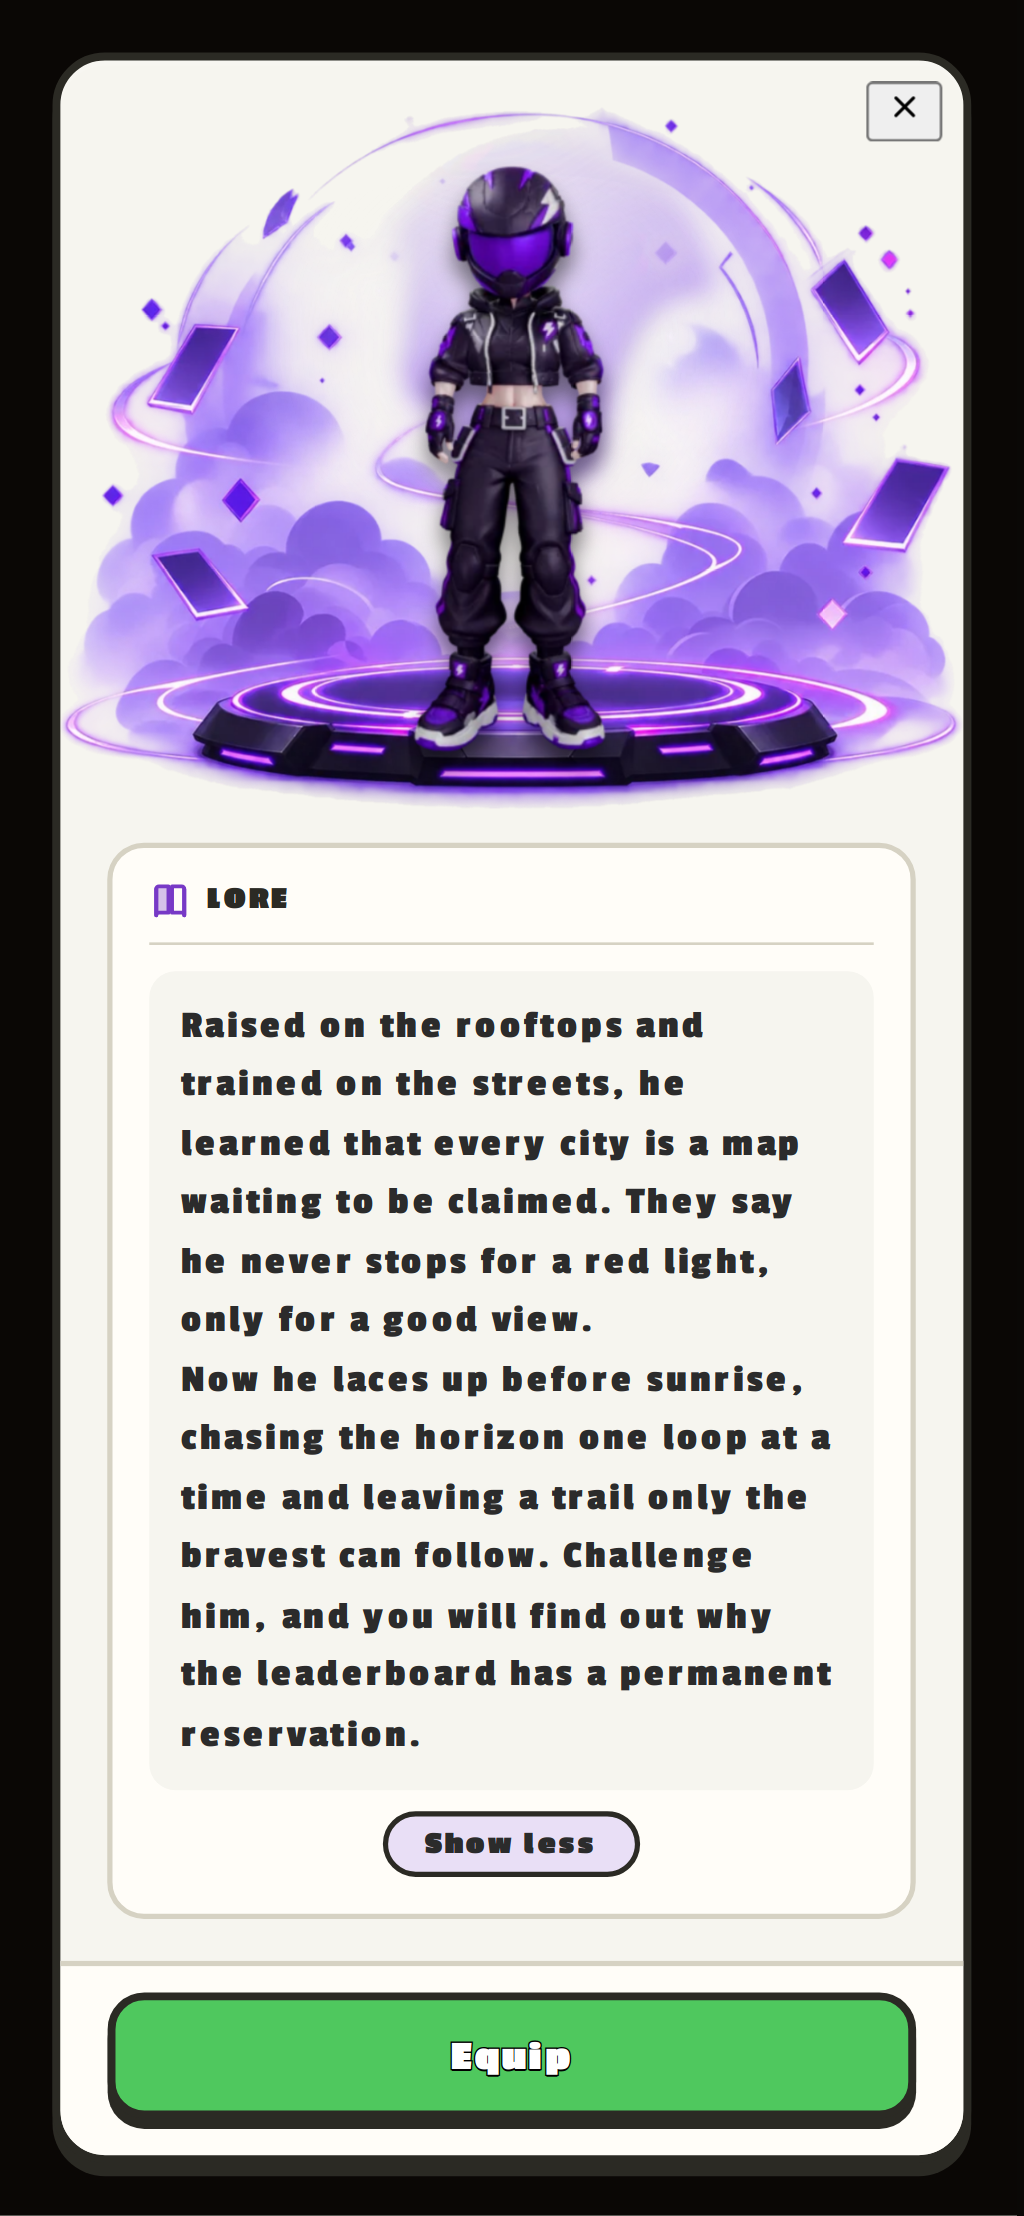 LORE
Raised on the rooftops and
trained on the streets, he
learned that every city is a map
waiting to be claimed. They say
he never stops for a red light,
only for a good view.
Now he laces up before sunrise,
chasing the horizon one loop at a
time and leaving a trail only the
bravest can follow. Challenge
him, and you will find out why
the leaderboard has a permanent
reservation.
Show less
Equip